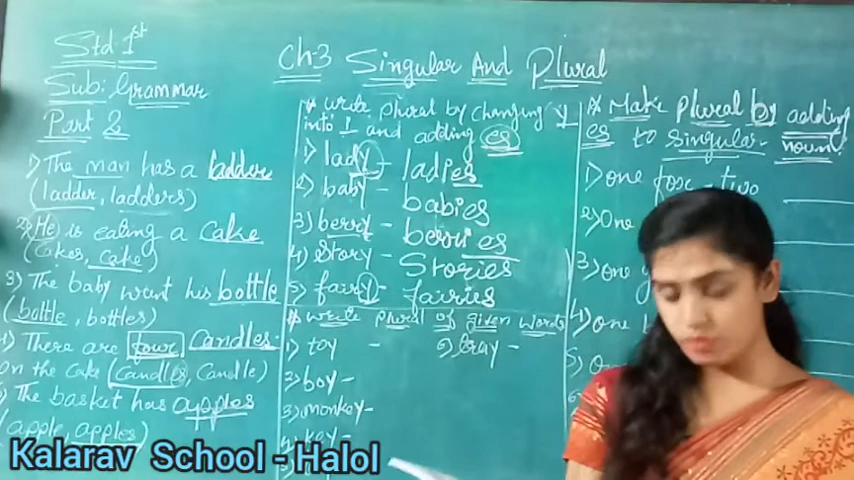 Std 1st
Sub: Grammar
Part 2
Ch-3 Singular And Plural
1) The man has a ladder
(ladder, ladders)
2) He is eating a cake
(cakes, cake)
3) The baby want his bottle
(bottle, bottles)
4) There are four candles.
on the cake (candles, candle)
The basket has apples
(apple, apples)
* write plural by changing y
into I and adding es
1) lady - ladies
2) baby - babies
3) berry - berries
4) story - Stories
5) fairy - fairies
* write plural of given words
1) toy -
2) boy -
3) monkey -
4) key -
5) tray -
* Make plural by adding
es to singular noun.
1) one fox - two
2) One
3) one
4) one
5)
Kalarav School - Halol